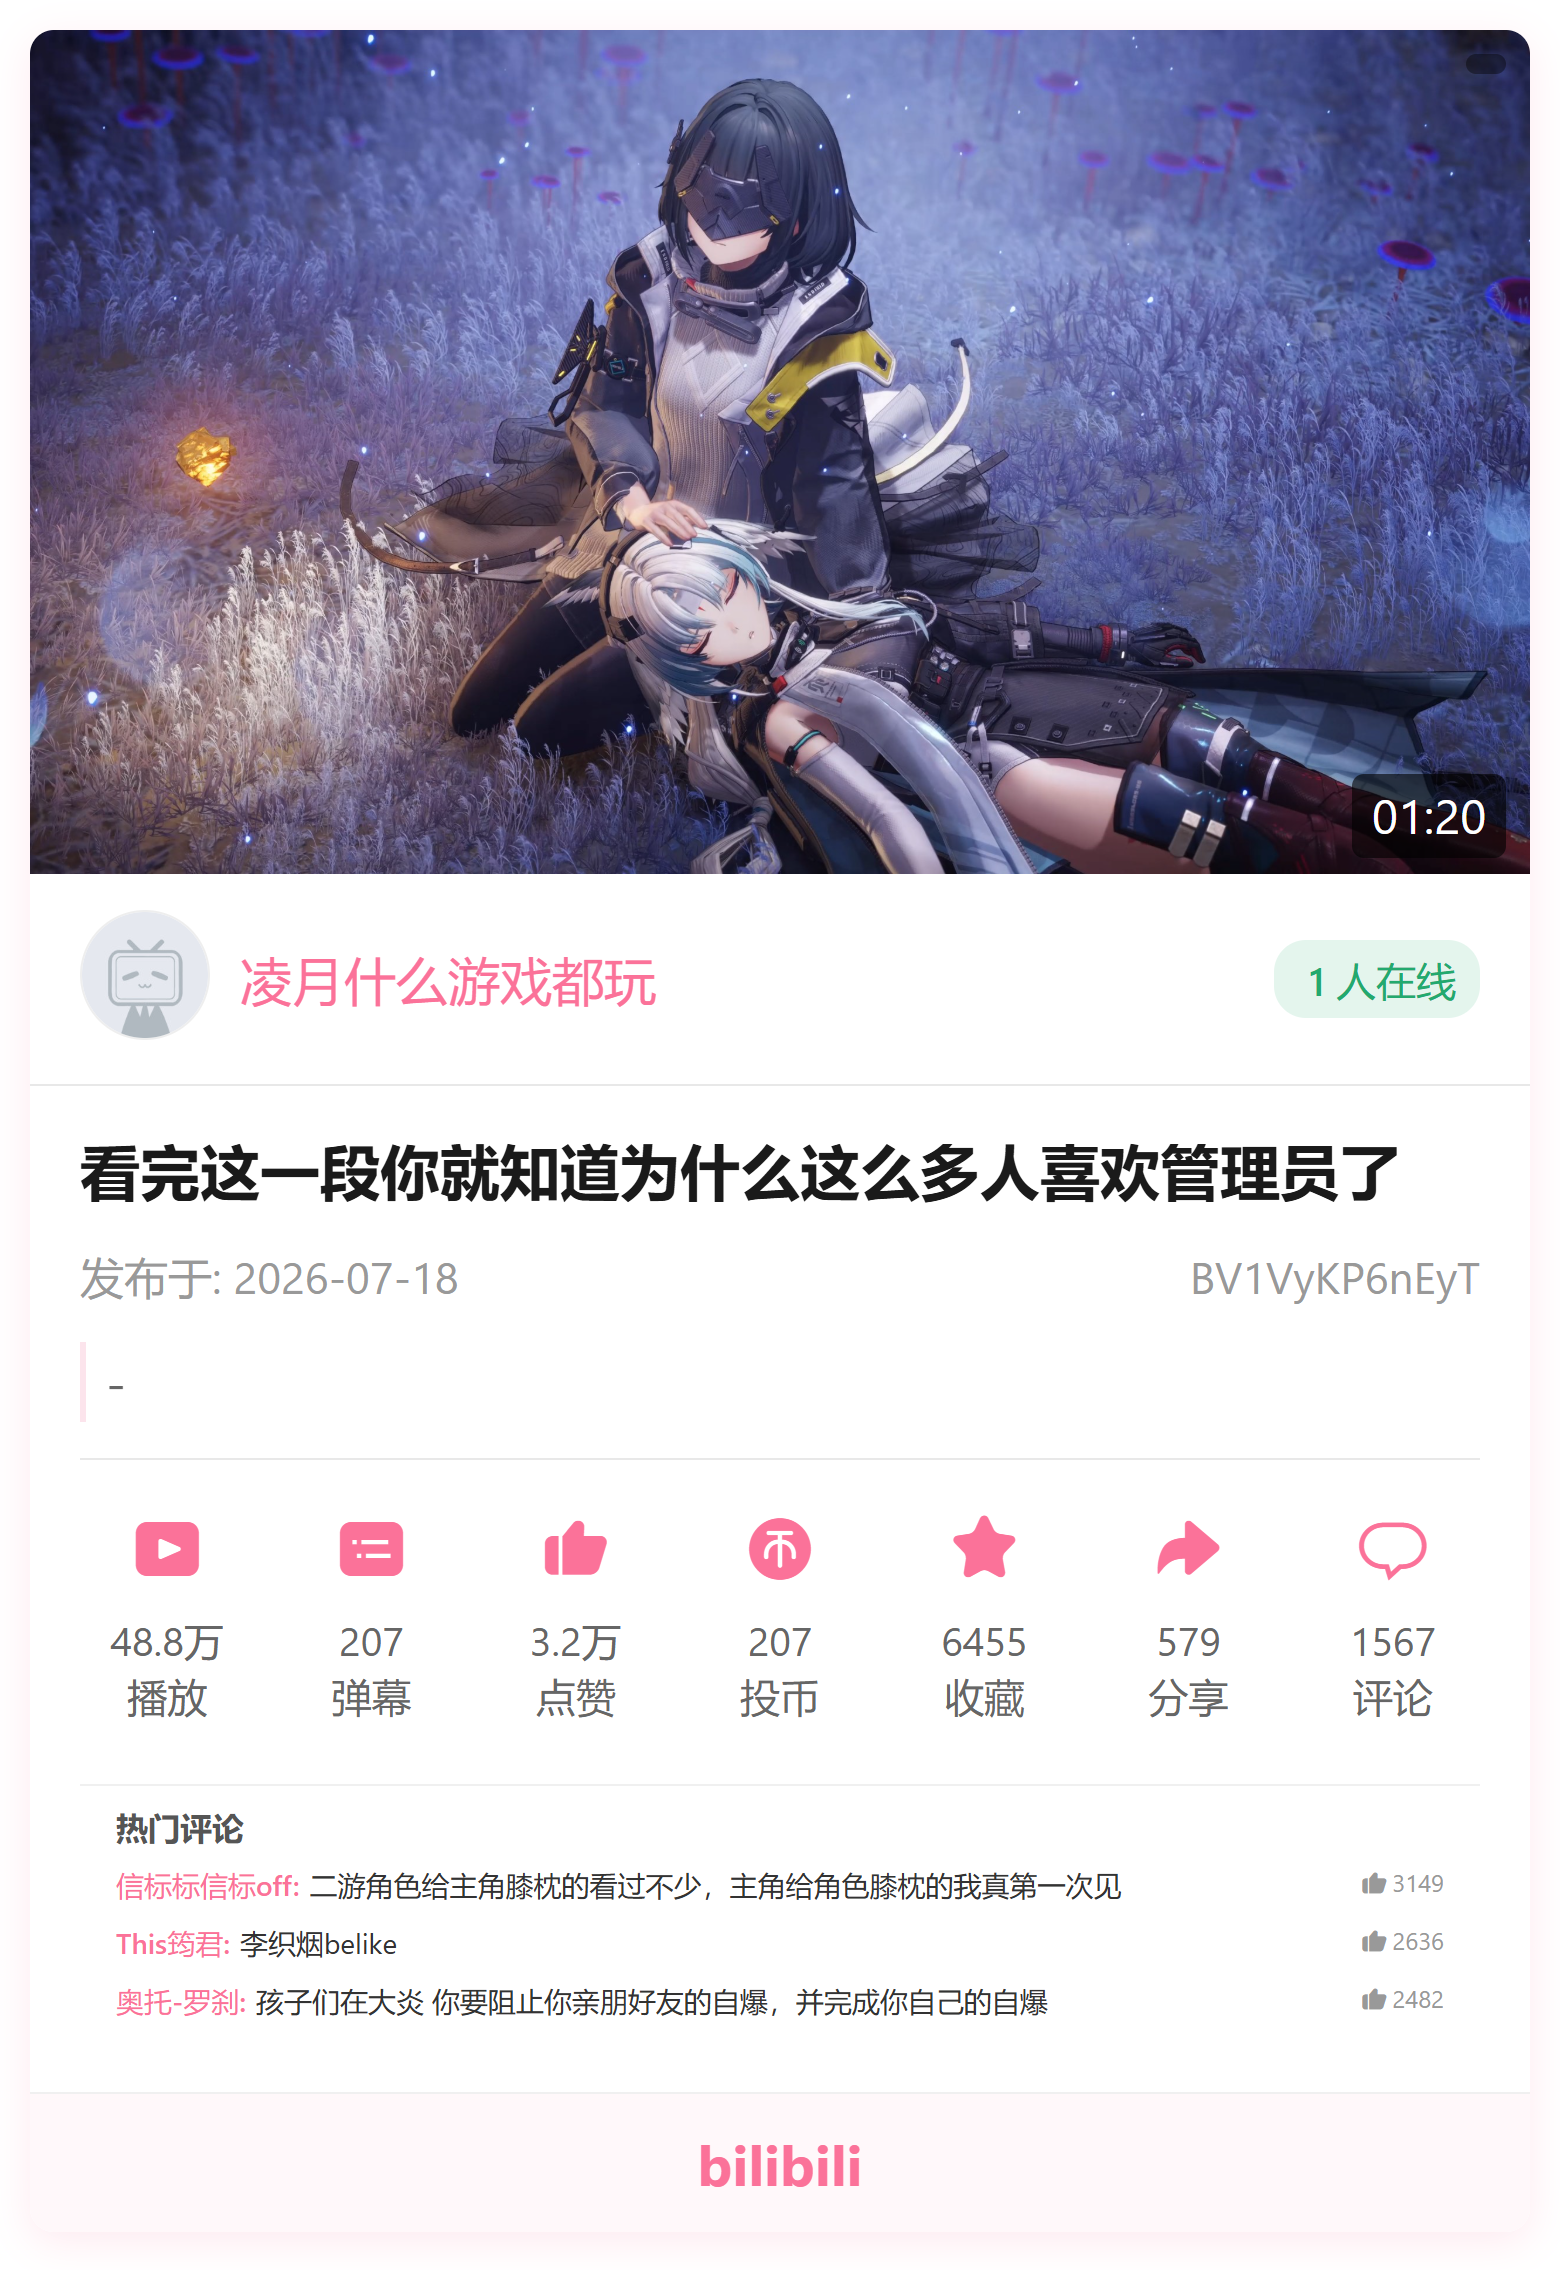 01:20
凌月什么游戏都玩
1 人在线
看完这一段你就知道为什么这么多人喜欢管理员了
发布于: 2026-07-18
BV1VyKP6nEyT
-
48.8万
播放
207
弹幕
3.2万
点赞
207
投币
6455
收藏
579
分享
1567
评论
热门评论
信标标信标off: 二游角色给主角膝枕的看过不少，主角给角色膝枕的我真第一次见
3149
This筠君: 李织烟belike
2636
奥托-罗刹: 孩子们在大炎 你要阻止你亲朋好友的自爆，并完成你自己的自爆
2482
bilibili